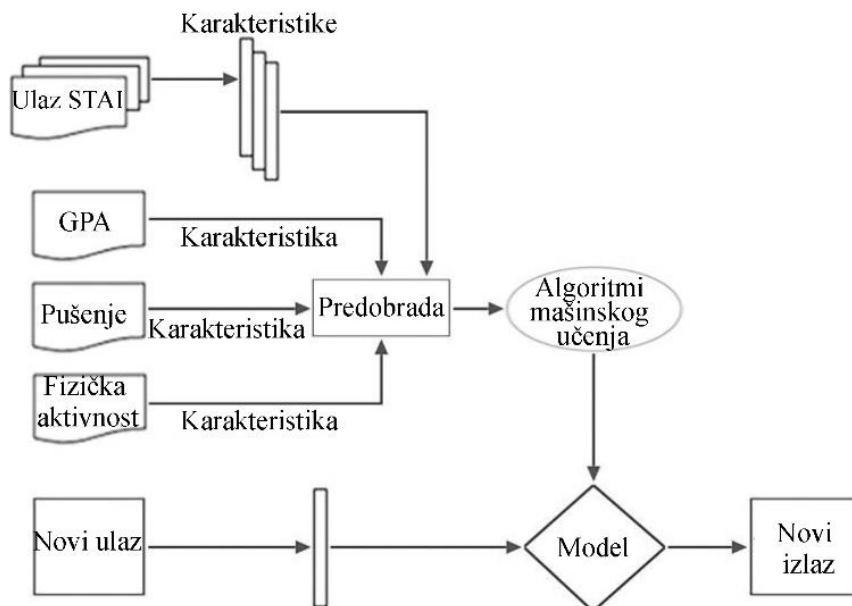 Karakteristike
Ulaz STAI
GPA
Karakteristika
Pušenje
Karakteristika
Predobrada
Algoritmi
mašinskog
učenja
Fizička
aktivnost
Karakteristika
Novi ulaz
Model
Novi
izlaz